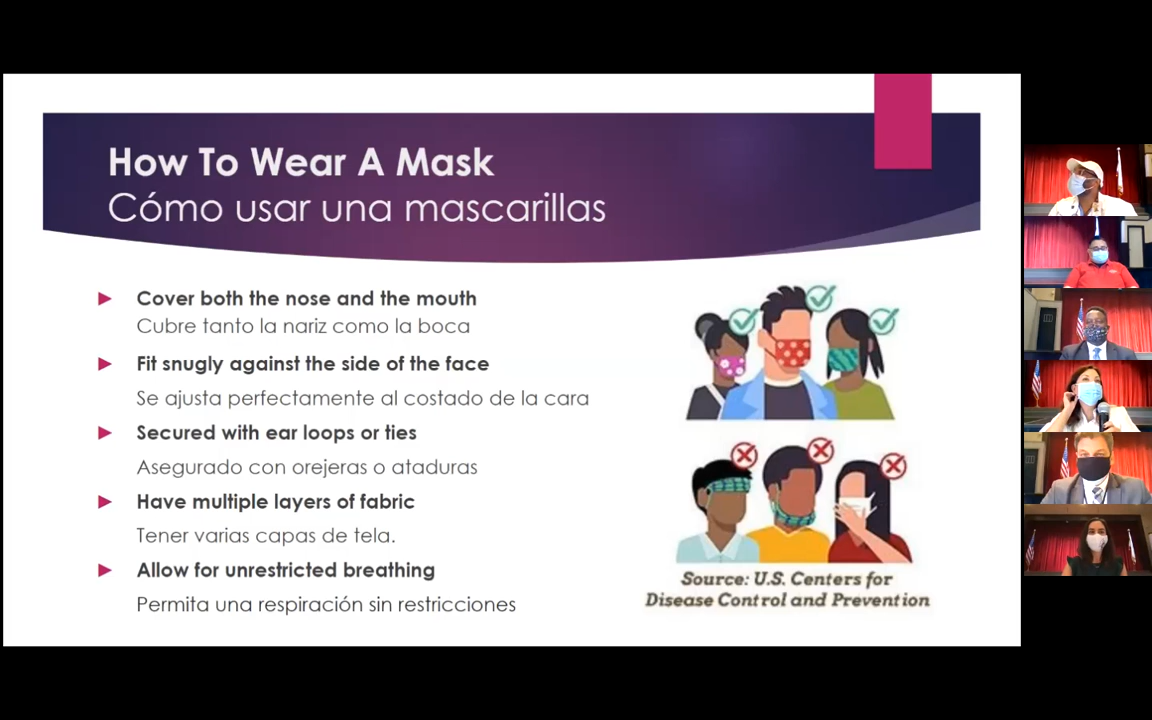 How To Wear A Mask
Cómo usar una mascarillas
Cover both the nose and the mouth
Cubre tanto la nariz como la boca
Fit snugly against the side of the face
Se ajusta perfectamente al costado de la cara
Secured with ear loops or ties
Asegurado con orejeras o ataduras
Have multiple layers of fabric
Tener varias capas de tela.
Allow for unrestricted breathing
Permita una respiración sin restricciones
Source: U.S. Centers for
Disease Control and Prevention